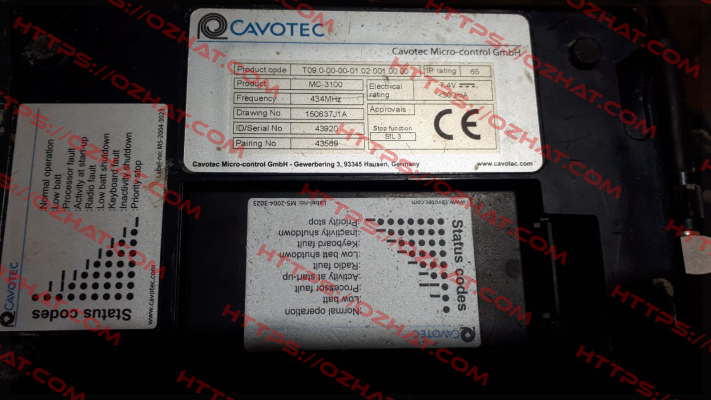 CAVOTEC
Cavotec Micro-control GmbH
Product code T09 0-00-00-01.02 001 00.00 IP rating 65
Product MC-3100 Electrical rating
Frequency 434MHz
Drawing No. 150637J1A Approvals
ID/Serial No. 43920 Stop function
Pairing No. 43569 SIL 3
CE
Cavotec Micro-control GmbH - Gewerbering 3, 93345 Hausen, Germany www.cavotec.com
CAVOTEC
Status codes
www.cavotec.com
:Normal operation
:Low batt
:Processor fault
:Activity at start-up
:Radio fault
:Low batt shutdown
:Keyboard fault
:Inactivity shutdown
:Priority stop
Label-no: MS-2004-3023
CAVOTEC
Status codes
www.cavotec.com
:Normal operation
:Low batt
:Processor fault
:Activity at start-up
:Radio fault
:Low batt shutdown
:Keyboard fault
:Inactivity shutdown
:Priority stop
Label-no: MS-2004-3023
HTTPS://OZHAT.COM